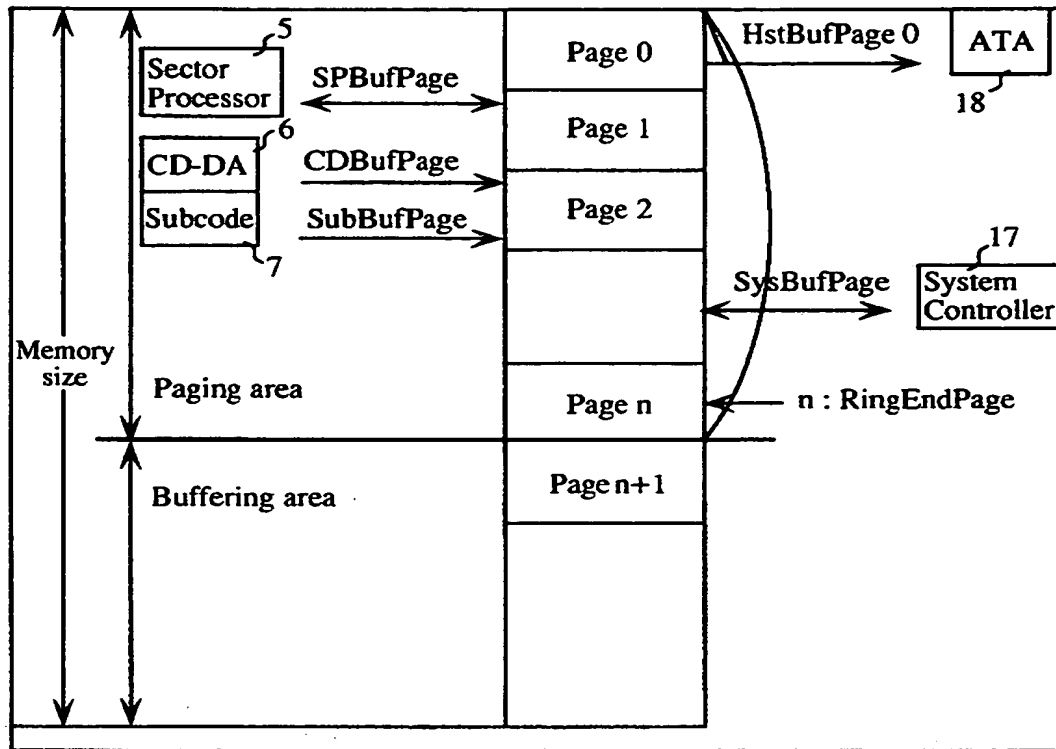 5
Sector
Processor
SPBufPage
6
CD-DA
CDBufPage
Subcode
SubBufPage
7
Memory
size
Paging area
Buffering area
Page 0
Page 1
Page 2
Page n
Page n+1
HstBufPage 0
ATA
18
17
SysBufPage
System
Controller
n : RingEndPage